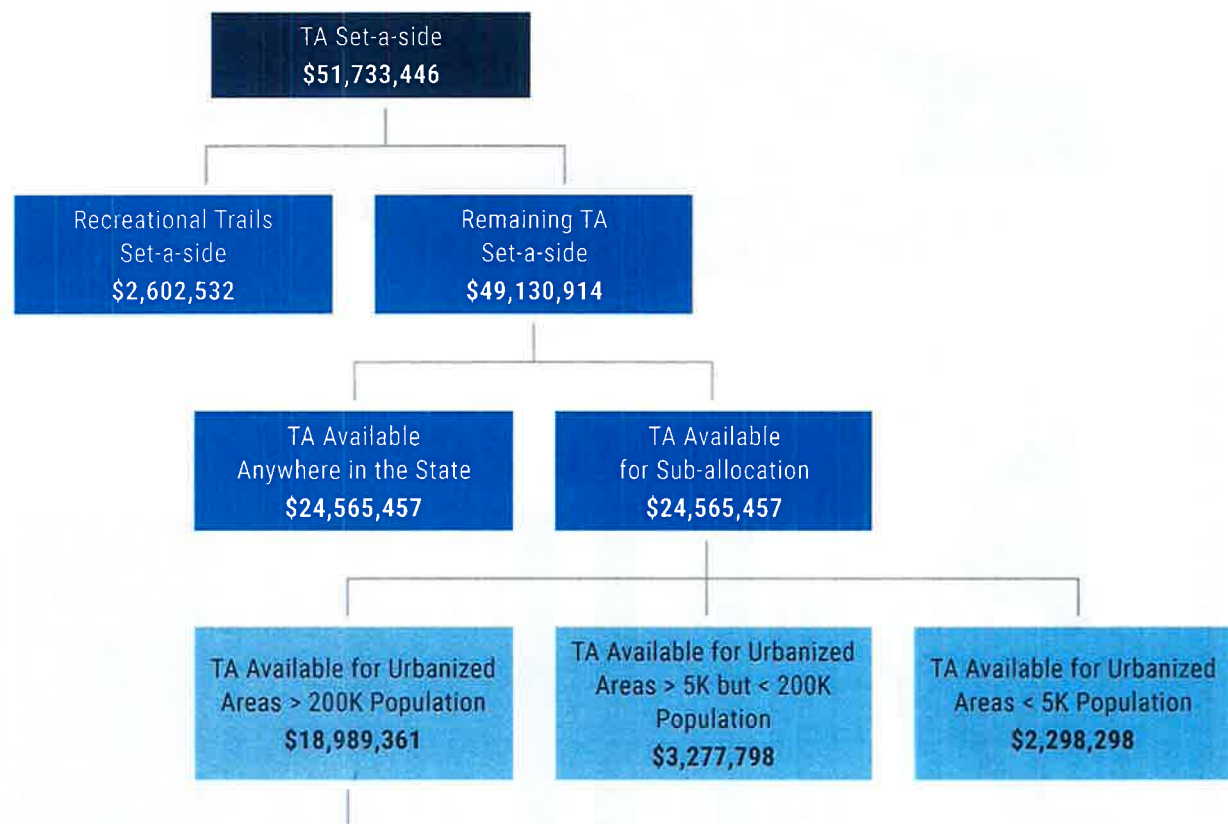 TA Set-a-side
$51,733,446
Recreational Trails
Set-a-side
$2,602,532
Remaining TA
Set-a-side
$49,130,914
TA Available
Anywhere in the State
$24,565,457
TA Available
for Sub-allocation
$24,565,457
TA Available for Urbanized
Areas > 200K Population
$18,989,361
TA Available for Urbanized
Areas > 5K but < 200K
Population
$3,277,798
TA Available for Urbanized
Areas < 5K Population
$2,298,298